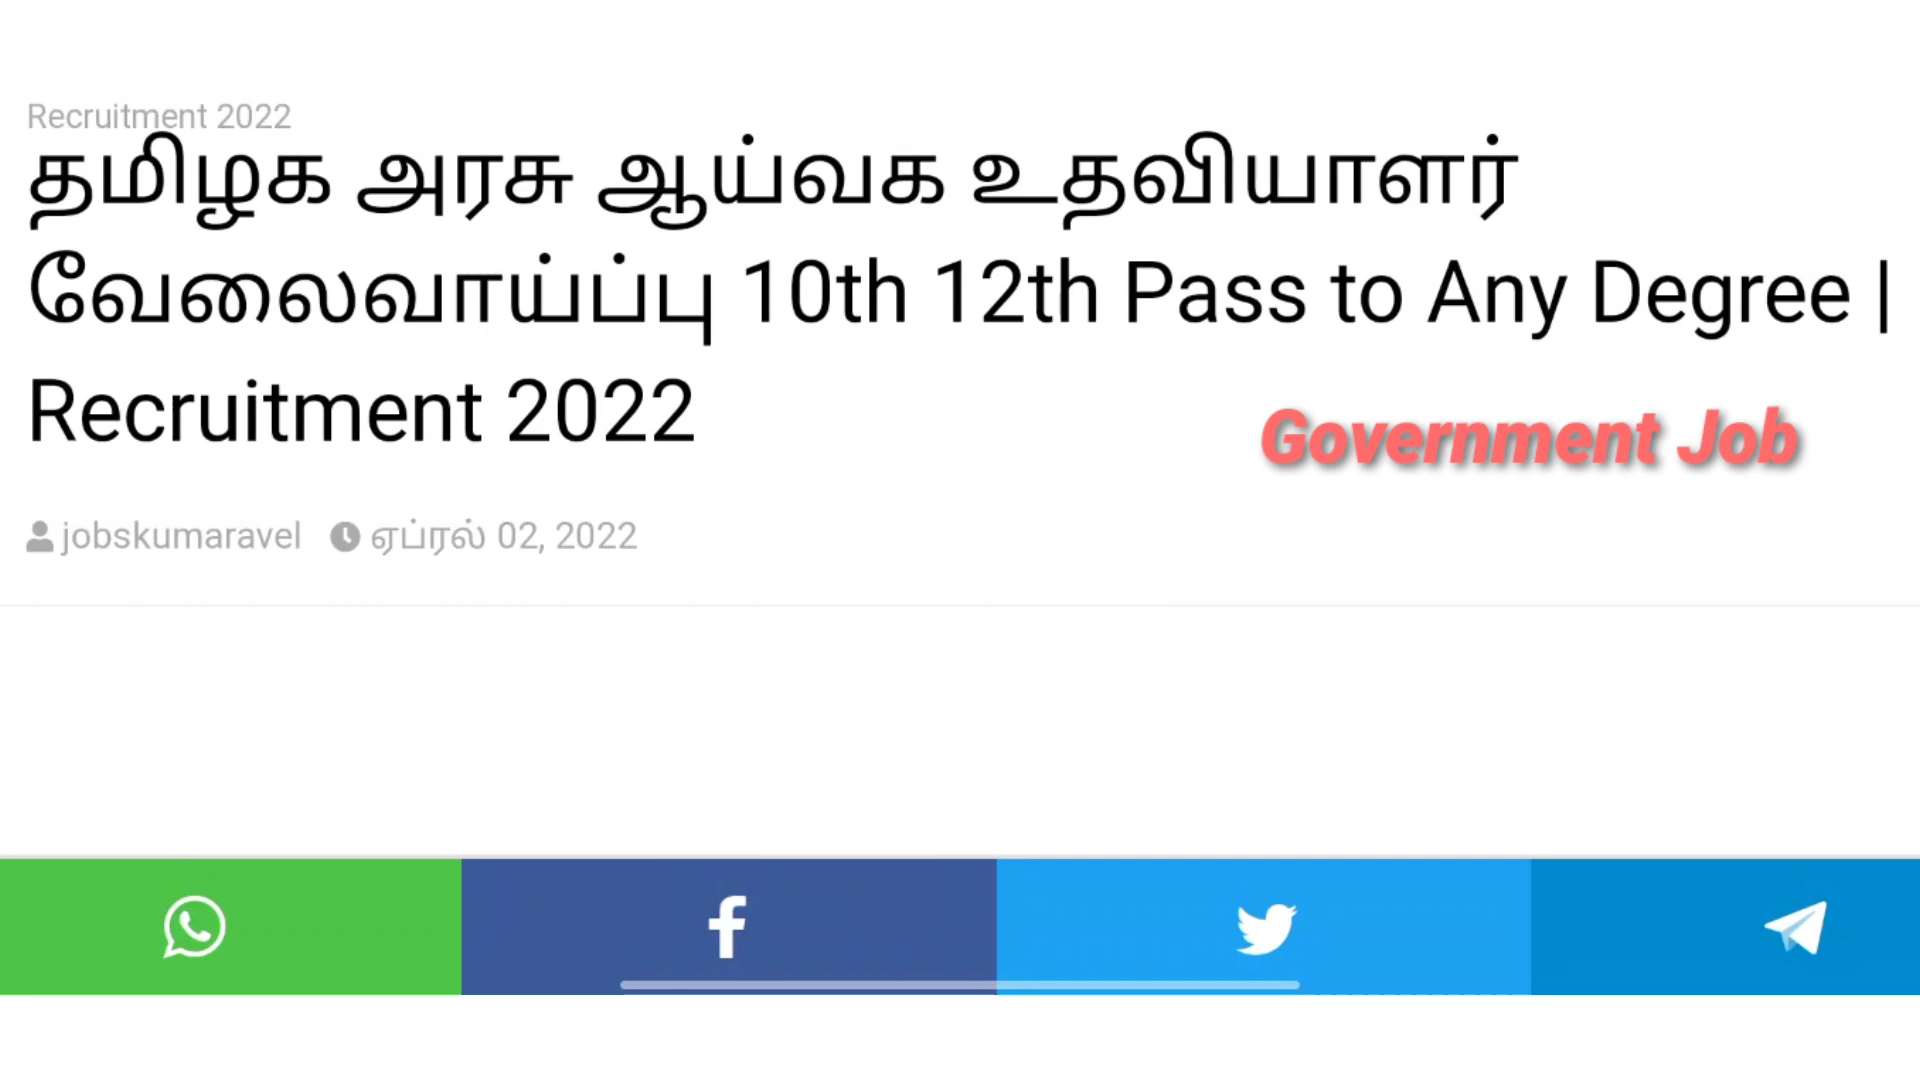 Recruitment 2022
தமிழக அரசு ஆய்வக உதவியாளர்
வேலைவாய்ப்பு 10th 12th Pass to Any Degree |
Recruitment 2022
Government Job
jobskumaravel ஏப்ரல் 02, 2022